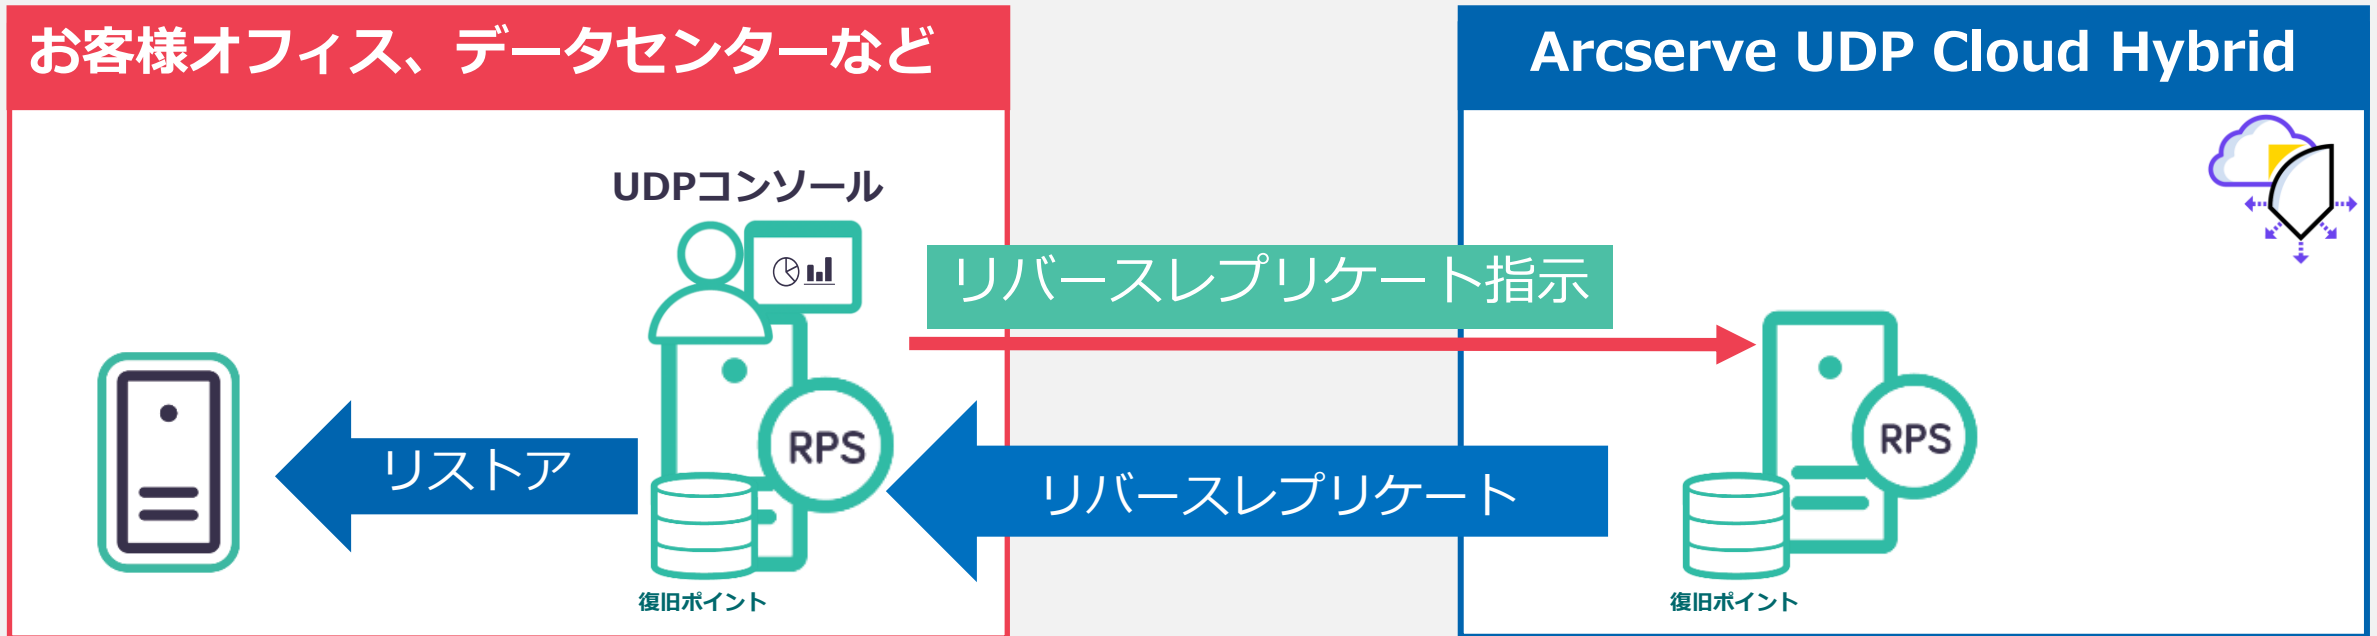 お客様オフィス、データセンターなど
Arcserve UDP Cloud Hybrid
UDPコンソール
リバースレプリケート指示
リストア
RPS
リバースレプリケート
RPS
復旧ポイント
復旧ポイント